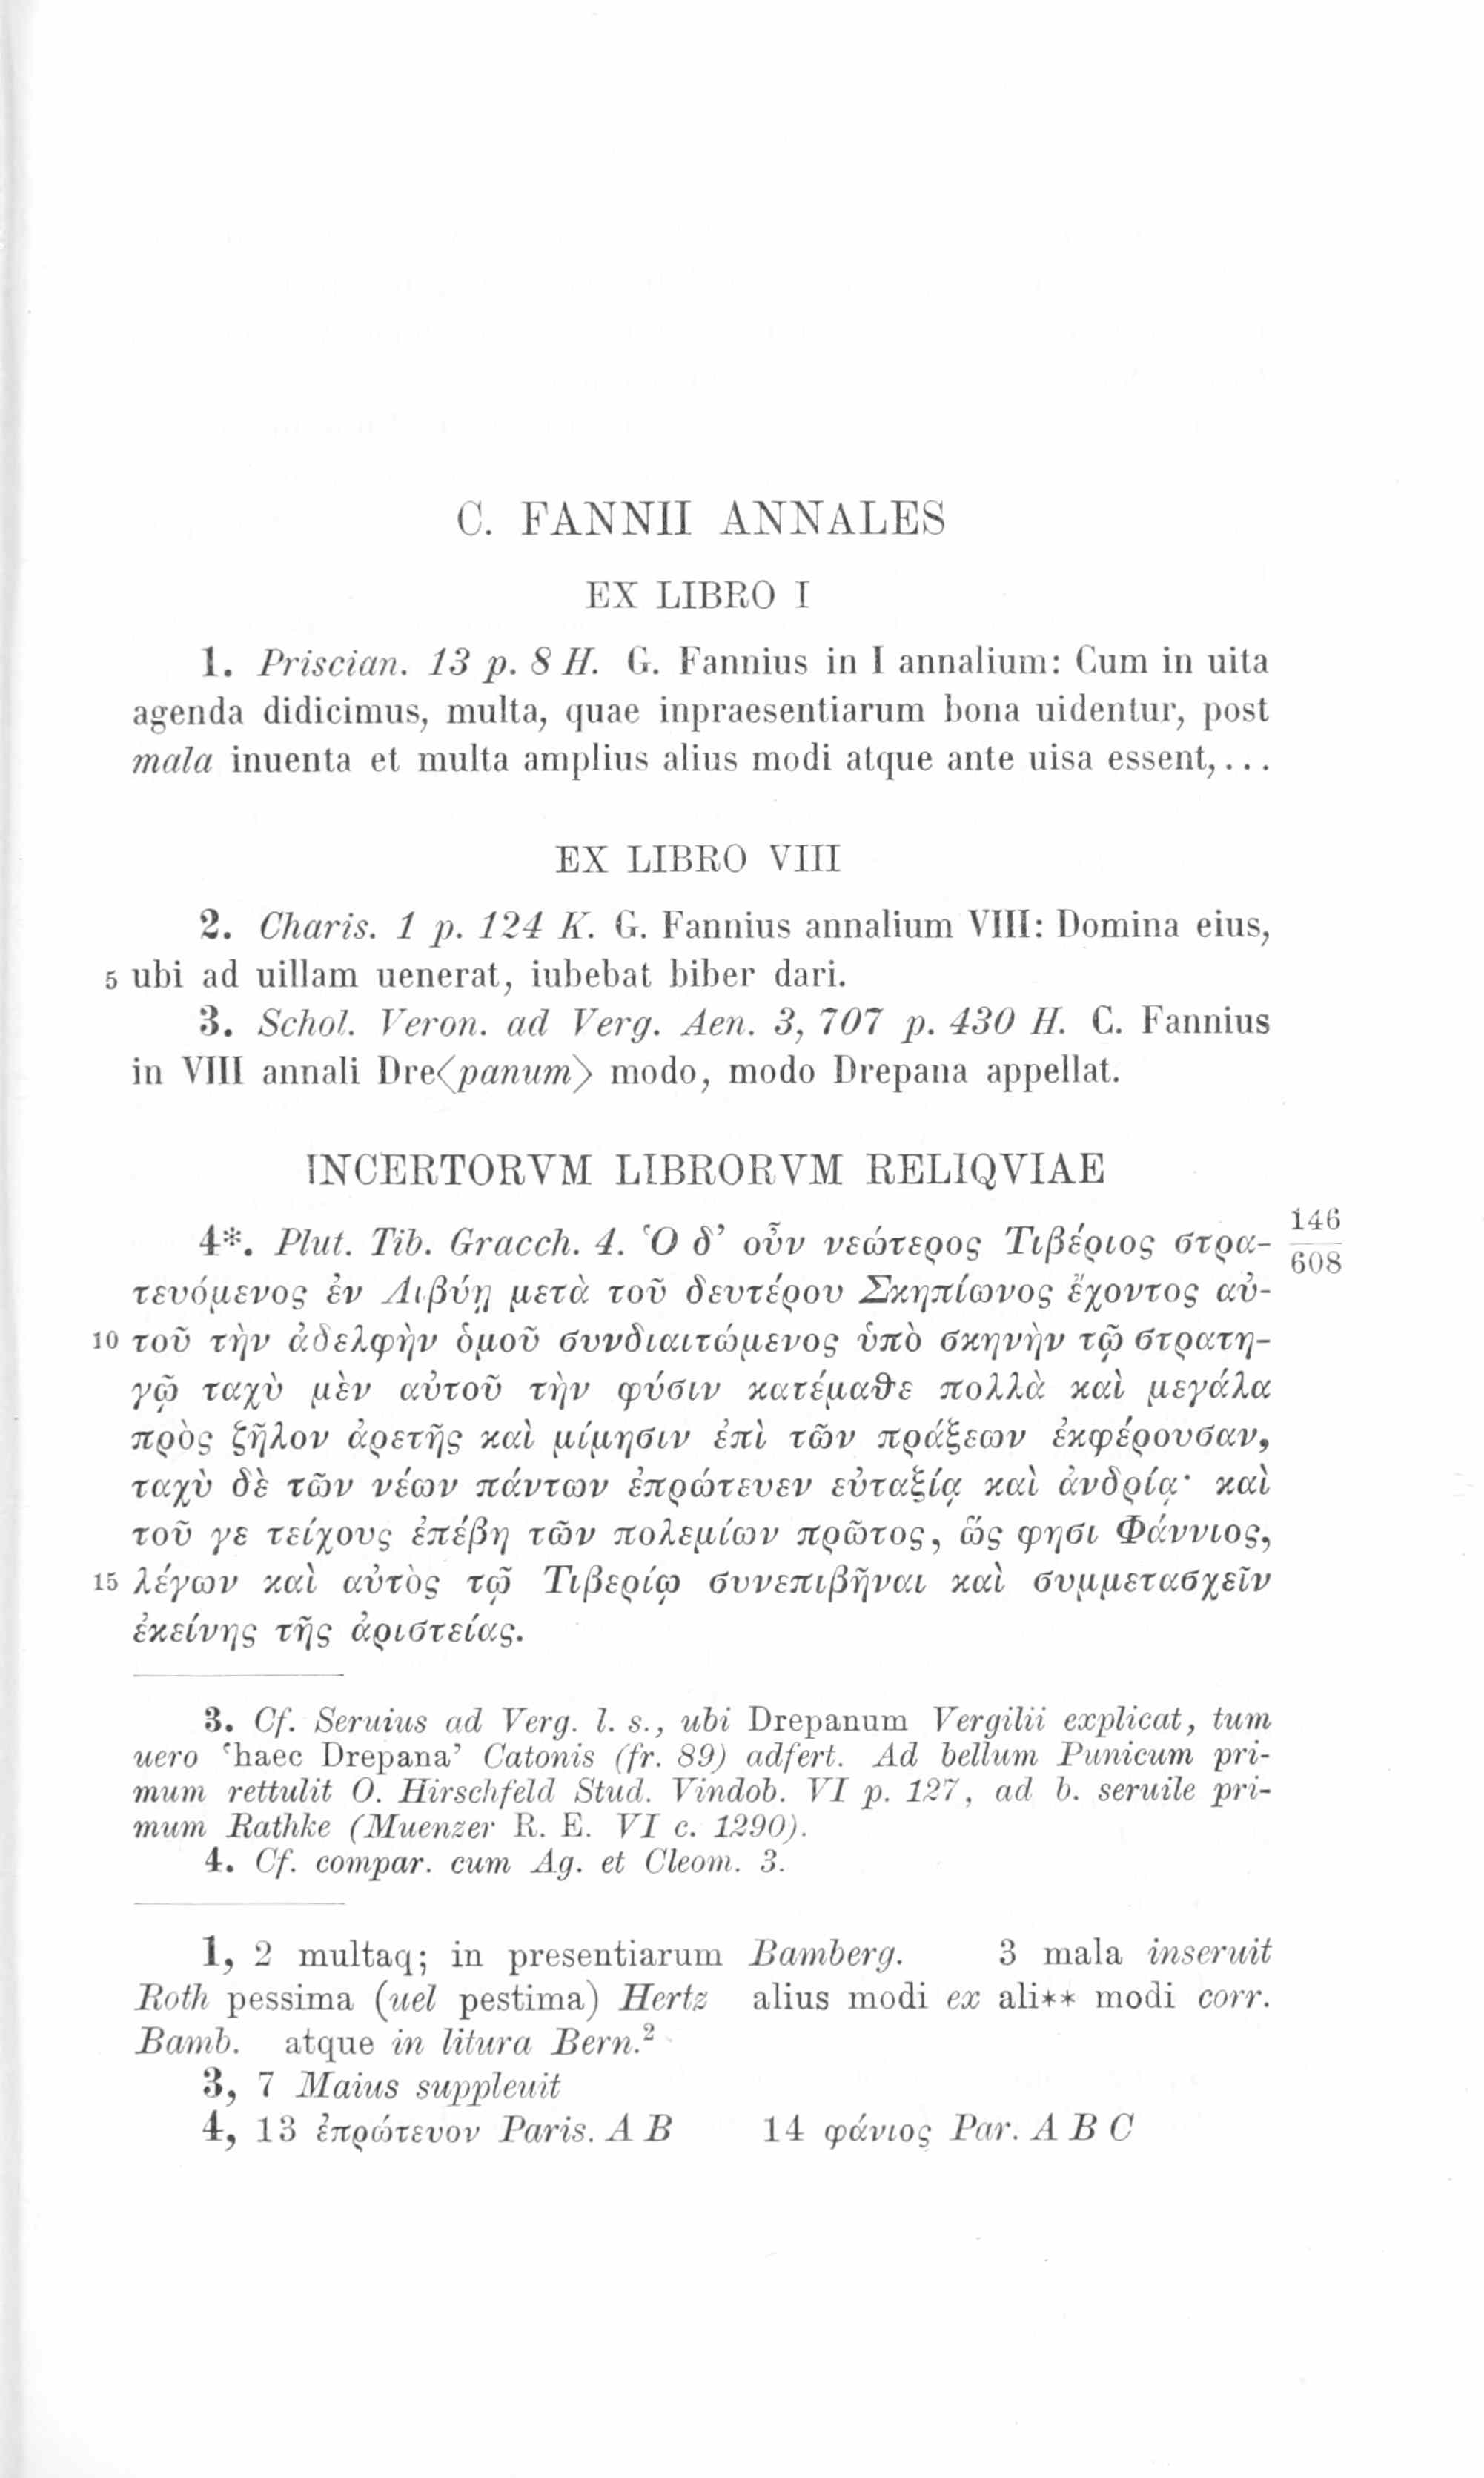 C. FANNII ANNALES
EX LIBRO I
1. Priscian. 13 p. 8 H. G. Fannius in I annalium: Cum in uita
agenda didicimus, multa, quae inpraesentiarum bona uidentur, post
mala inuenta et multa amplius alius modi atque ante uisa essent,...
EX LIBRO VIII
2. Charis. 1 p. 124 K. G. Fannius annalium VIII: Domina eius,
5 ubi ad uillam uenerat, iubebat biber dari.
3. Schol. Veron. ad Verg. Aen. 3, 707 p. 430 H. C. Fannius
in VIII annali Dre<panum> modo, modo Drepana appellat.
INCERTORVM LIBRORVM RELIQVIAE
4*. Plut. Tib. Gracch. 4. Ὁ δ’ οὖν νεώτερος Τιβέριος στρα- 146/608
τευόμενος ἐν Λιβύῃ μετὰ τοῦ δευτέρου Σκηπίωνος ἔχοντος αὐ-
10 τοῦ τὴν ἀδελφὴν ὁμοῦ συνδιαιτώμενος ὑπὸ σκηνὴν τῷ στρατη-
γῷ ταχὺ μὲν αὐτοῦ τὴν φύσιν κατέμαθε πολλὰ καὶ μεγάλα
πρὸς ζῆλον ἀρετῆς καὶ μίμησιν ἐπὶ τῶν πράξεων ἐκφέρουσαν,
ταχὺ δὲ τῶν νέων πάντων ἐπρώτευεν εὐταξίᾳ καὶ ἀνδρίᾳ· καὶ
τοῦ γε τείχους ἐπέβη τῶν πολεμίων πρῶτος, ὥς φησι Φάννιος,
15 λέγων καὶ αὐτὸς τῷ Τιβερίῳ συνεπιβῆναι καὶ συμμετασχεῖν
ἐκείνης τῆς ἀριστείας.
3. Cf. Seruius ad Verg. l. s., ubi Drepanum Vergilii explicat, tum
uero ‘haec Drepana’ Catonis (fr. 89) adfert. Ad bellum Punicum pri-
mum rettulit O. Hirschfeld Stud. Vindob. VI p. 127, ad b. seruile pri-
mum Rathke (Muenzer R. E. VI c. 1290).
4. Cf. compar. cum Ag. et Cleom. 3.
1, 2 multaq; in presentiarum Bamberg. 3 mala inseruit
Roth pessima (uel pestima) Hertz alius modi ex ali** modi corr.
Bamb. atque in litura Bern.²
3, 7 Maius suppleuit
4, 13 ἐπρώτευον Paris. A B 14 φάνιος Par. A B C